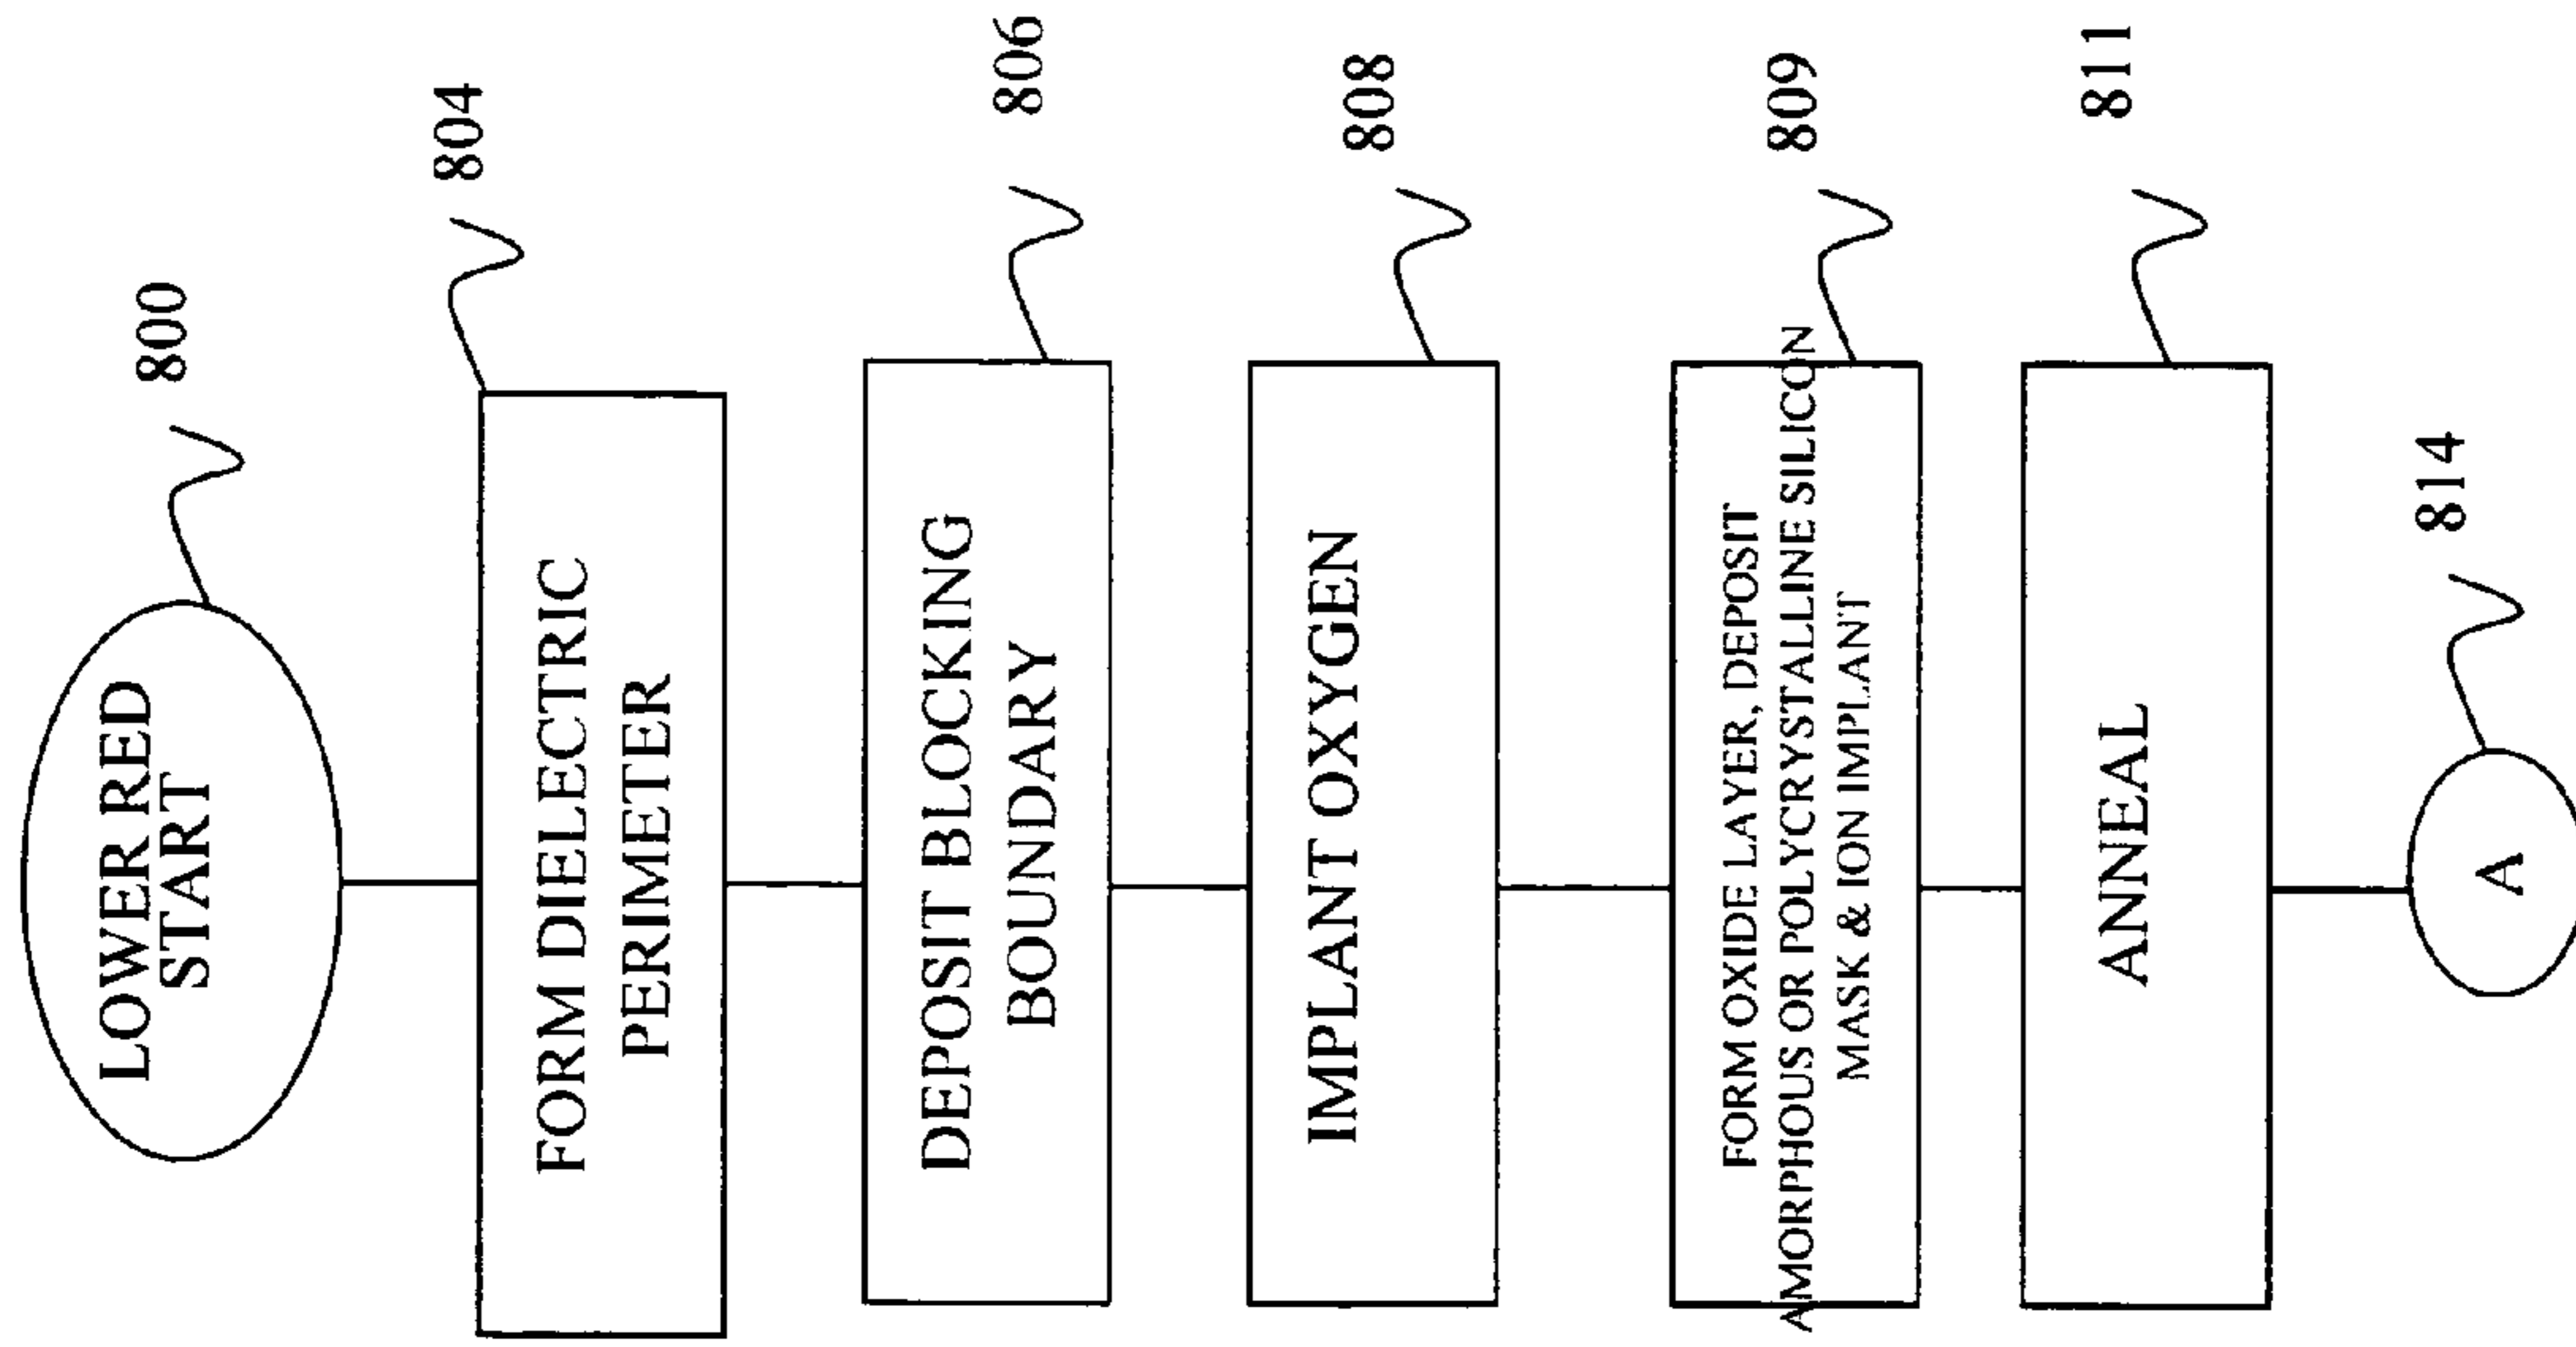 LOWER RED
START
800
FORM DIELECTRIC
PERIMETER
804
DEPOSIT BLOCKING
BOUNDARY
806
IMPLANT OXYGEN
808
FORM OXIDE LAYER, DEPOSIT
AMORPHOUS OR POLYCRYSTALLINE SILICON
MASK & ION IMPLANT
809
ANNEAL
811
A
814